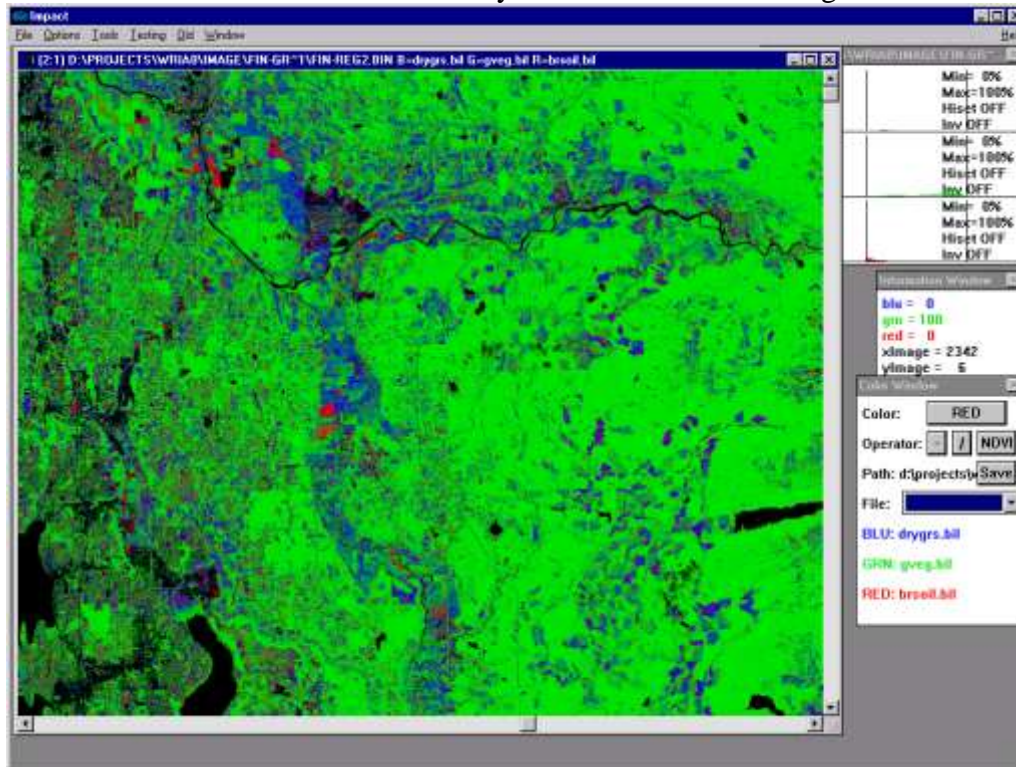 Impact
File Options Tools Testing Old Window
(2:1) D:\PROJECTS\WRIA8\IMAGE\FIN-GR~1\FIN-REG2.BIN B=drygrs.bil G=gveg.bil R=brsoil.bil
Min= 0%
Max=100%
Hiset OFF
Inv OFF
Min= 0%
Max=100%
Hiset OFF
Inv OFF
Min= 0%
Max=100%
Hiset OFF
Inv OFF
Information Window
blu = 0
grn = 100
red = 0
xImage = 2342
yImage = 6
Color Window
Color: RED
Operator: - / NDVI
Path: d:\projects\ Save
File:
BLU: drygrs.bil
GRN: gveg.bil
RED: brsoil.bil